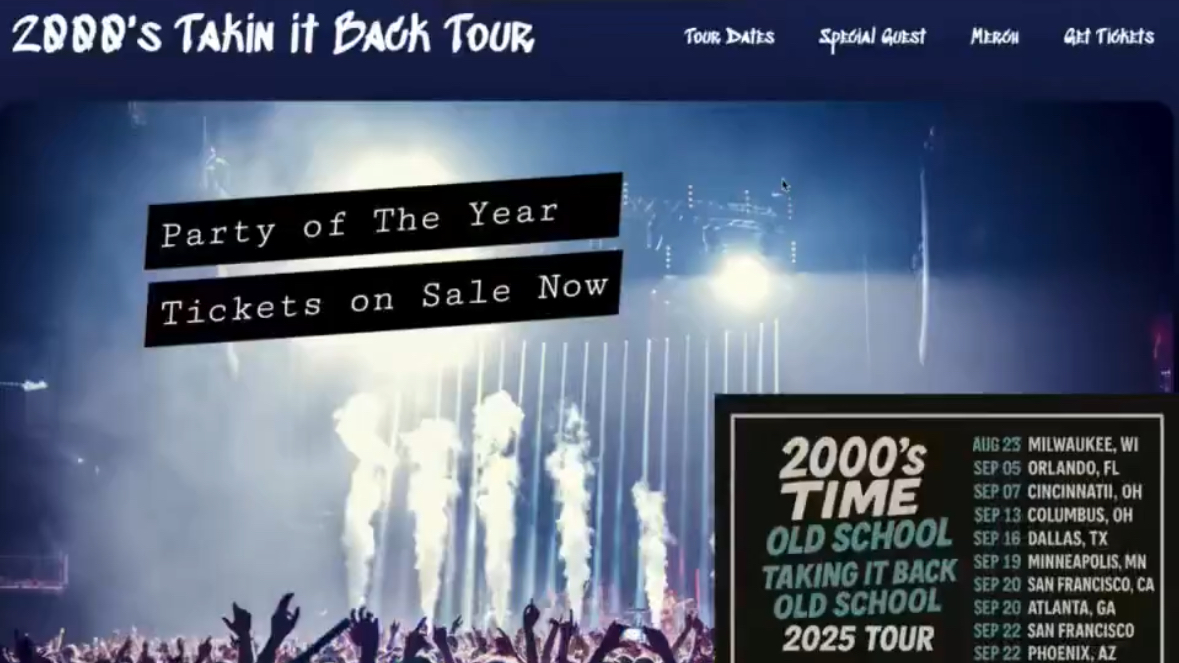 2000's Takin it Back Tour
Tour Dates
Special Guest
Merch
Get Tickets
Party of The Year
Tickets on Sale Now
2000's
TIME
OLD SCHOOL
TAKING IT BACK
OLD SCHOOL
2025 TOUR
AUG 23 MILWAUKEE, WI
SEP 05 ORLANDO, FL
SEP 07 CINCINNATII, OH
SEP 13 COLUMBUS, OH
SEP 16 DALLAS, TX
SEP 19 MINNEAPOLIS, MN
SEP 20 SAN FRANCISCO, CA
SEP 20 ATLANTA, GA
SEP 22 SAN FRANCISCO
SEP 22 PHOENIX, AZ